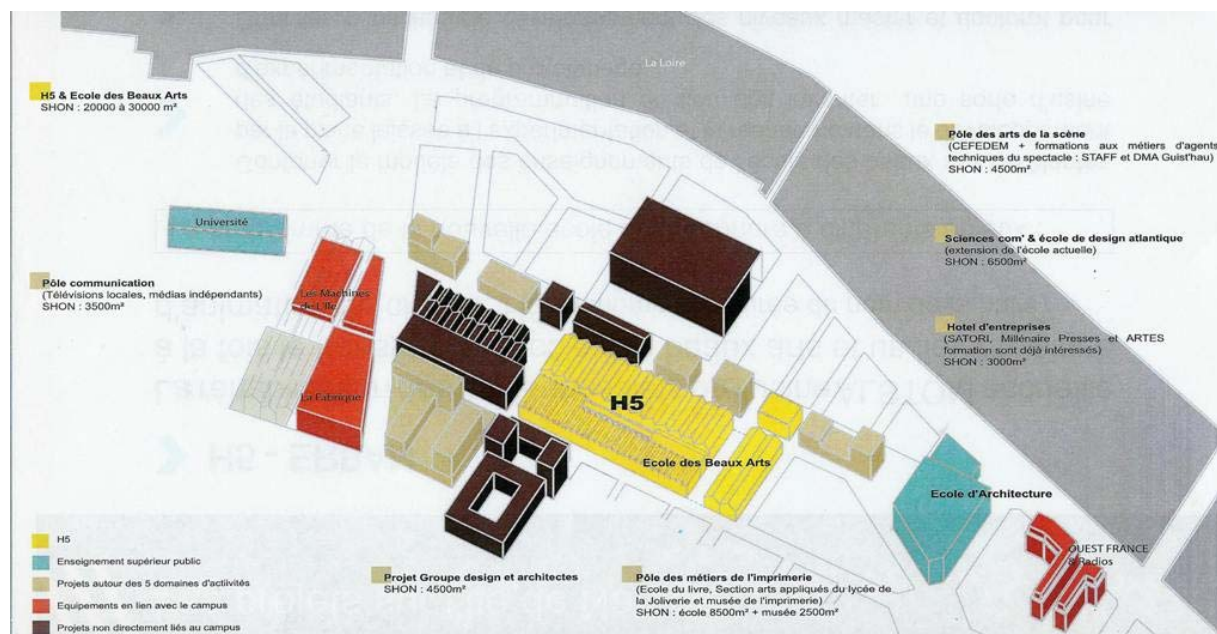 La Loire
H5 & Ecole des Beaux Arts
SHON : 20000 à 30000 m²
Pôle des arts de la scène
(CEFEDEM + formations aux métiers d'agents
techniques du spectacle : STAFF et DMA Guist'hau)
SHON : 4500m²
Université
Sciences com' & école de design atlantique
(extension de l'école actuelle)
SHON : 6500m²
Pôle communication
(Télévisions locales, médias indépendants)
SHON : 3500m²
Les Machines
de L'Ile
Hotel d'entreprises
(SATORI, Millénaire Presses et ARTES
formation sont déjà intéressés)
SHON : 3000m²
La Fabrique
H5
Ecole des Beaux Arts
Ecole d'Architecture
OUEST FRANCE
& Radios
H5
Enseignement supérieur public
Projets autour des 5 domaines d'activités
Equipements en lien avec le campus
Projets non directement liés au campus
Projet Groupe design et architectes
SHON : 4500m²
Pôle des métiers de l'imprimerie
(Ecole du livre, Section arts appliqués du lycée de
la Joliverie et musée de l'imprimerie)
SHON : école 8500m² + musée 2500m²